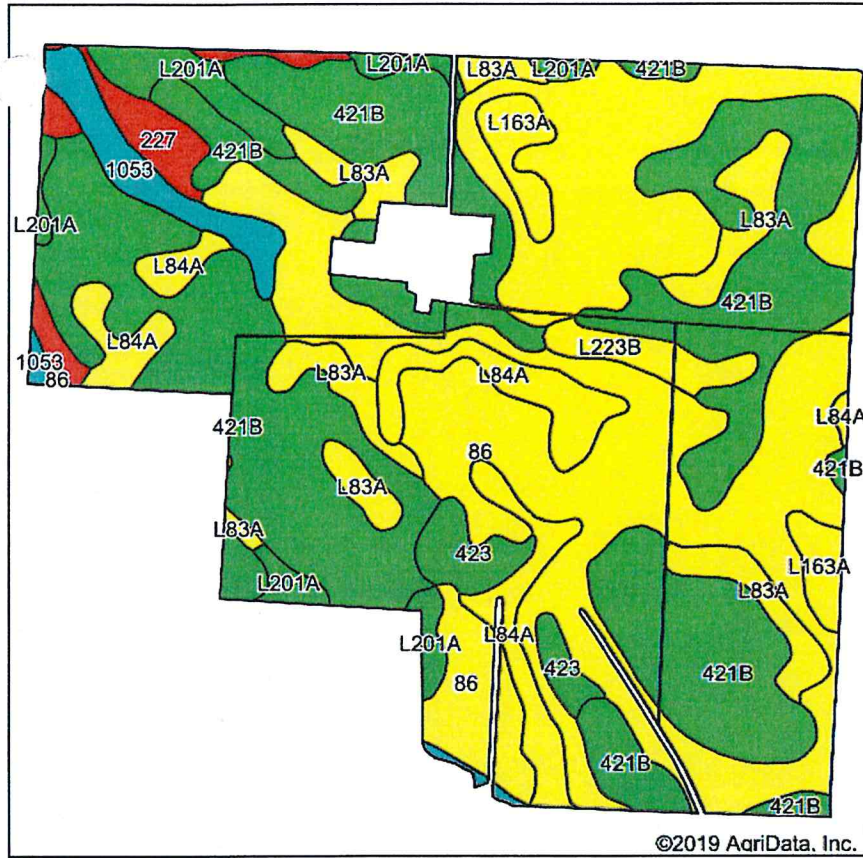 L201A
L201A
L83A
L201A
421B
421B
L163A
227
421B
1053
L83A
L201A
L83A
L84A
421B
L84A
L223B
1053
86
L83A
L84A
L84A
421B
86
421B
L83A
L83A
L163A
423
L201A
L83A
L201A
L84A
423
421B
86
421B
421B
©2019 AgriData, Inc.